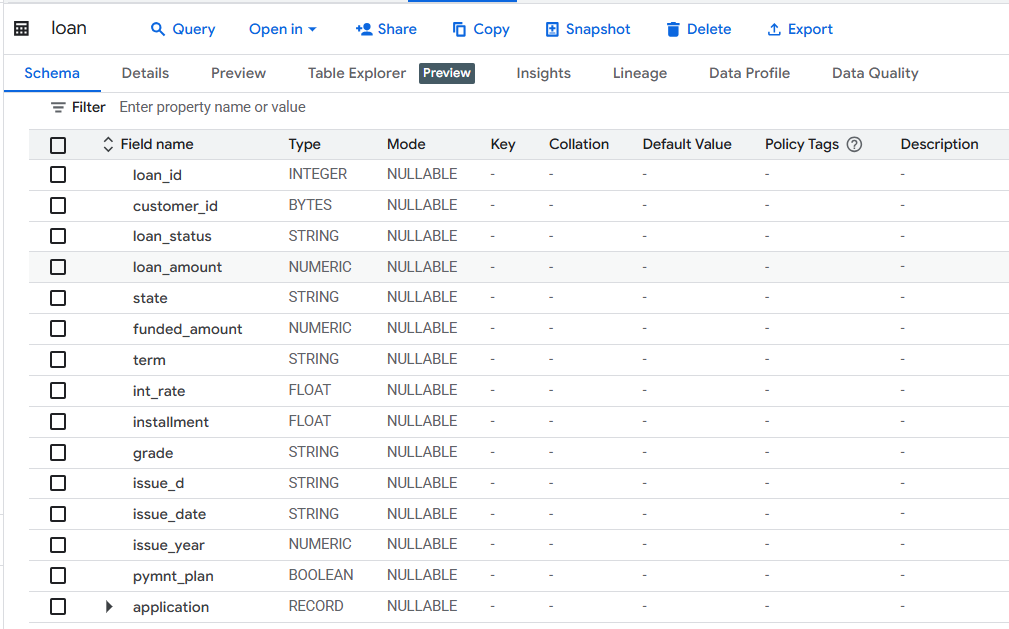 loan Query Open in Share Copy Snapshot Delete Export
Schema Details Preview Table Explorer Preview Insights Lineage Data Profile Data Quality
Filter Enter property name or value
Field name Type Mode Key Collation Default Value Policy Tags ? Description
loan_id INTEGER NULLABLE - - - - -
customer_id BYTES NULLABLE - - - - -
loan_status STRING NULLABLE - - - - -
loan_amount NUMERIC NULLABLE - - - - -
state STRING NULLABLE - - - - -
funded_amount NUMERIC NULLABLE - - - - -
term STRING NULLABLE - - - - -
int_rate FLOAT NULLABLE - - - - -
installment FLOAT NULLABLE - - - - -
grade STRING NULLABLE - - - - -
issue_d STRING NULLABLE - - - - -
issue_date STRING NULLABLE - - - - -
issue_year NUMERIC NULLABLE - - - - -
pymnt_plan BOOLEAN NULLABLE - - - - -
application RECORD NULLABLE - - - - -